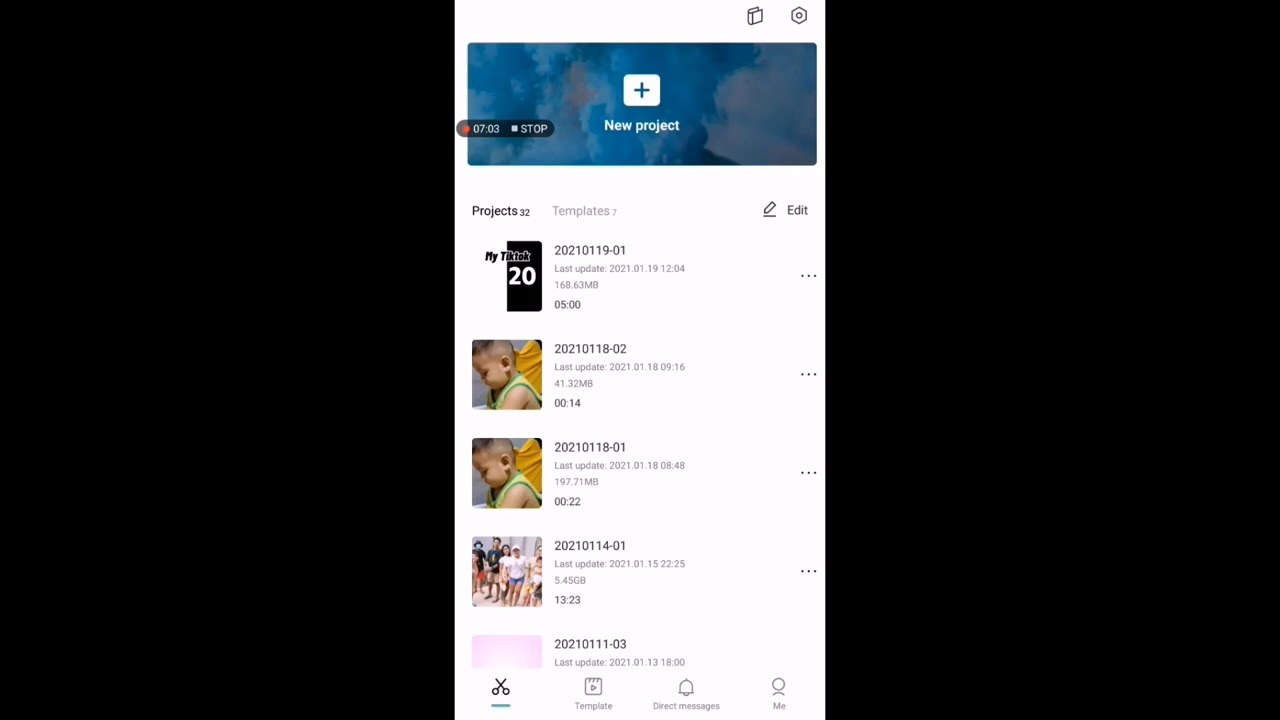 07:03 STOP
New project
Projects 32 Templates 7 Edit
My Tiktok
20
20210119-01
Last update: 2021.01.19 12:04
168.63MB
05:00
20210118-02
Last update: 2021.01.18 09:16
41.32MB
00:14
20210118-01
Last update: 2021.01.18 08:48
197.71MB
00:22
20210114-01
Last update: 2021.01.15 22:25
5.45GB
13:23
20210111-03
Last update: 2021.01.13 18:00
Template Direct messages Me